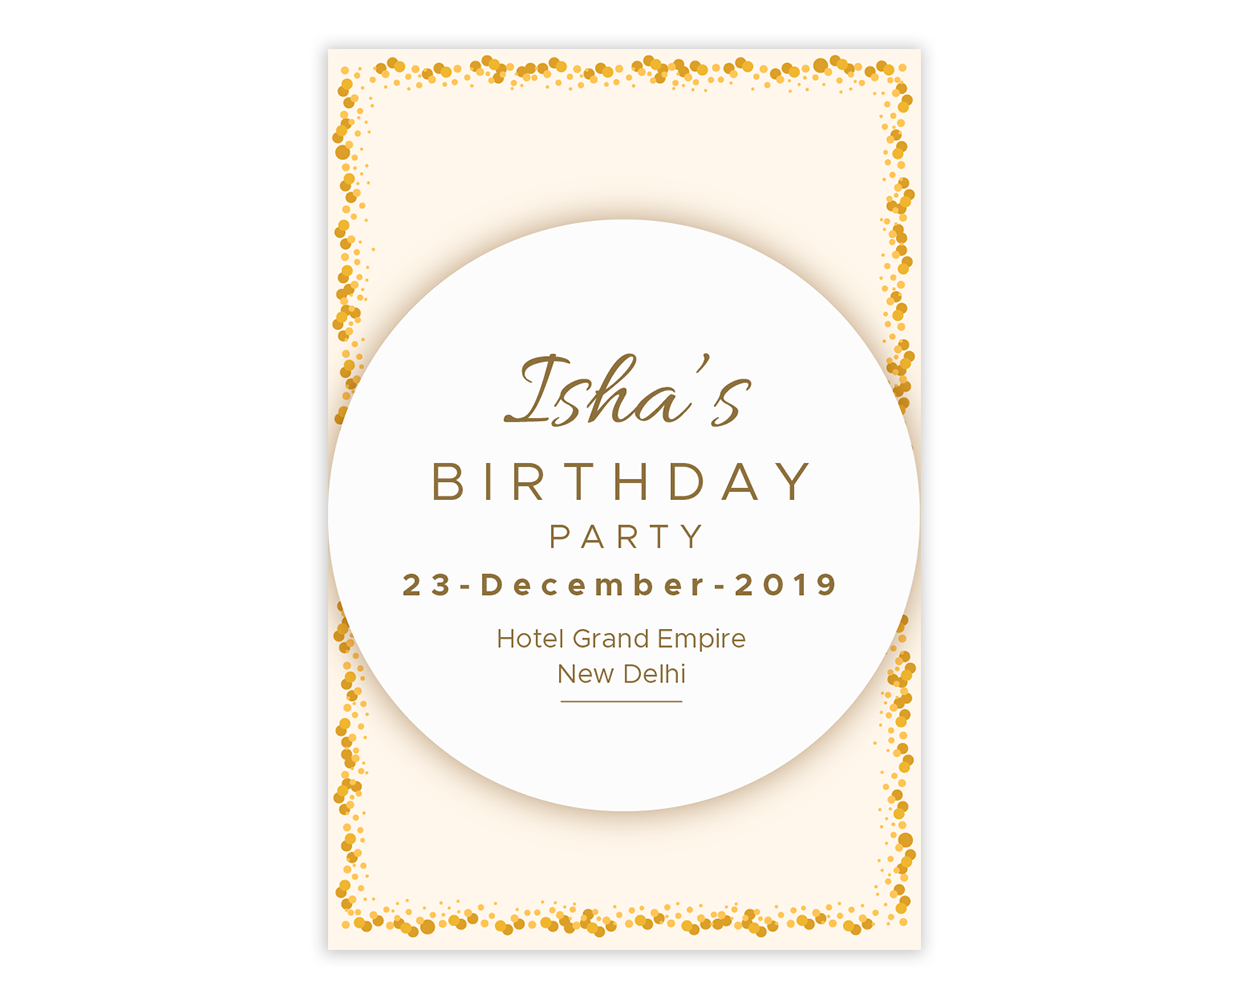 Isha's
BIRTHDAY
PARTY
23-December-2019
Hotel Grand Empire
New Delhi